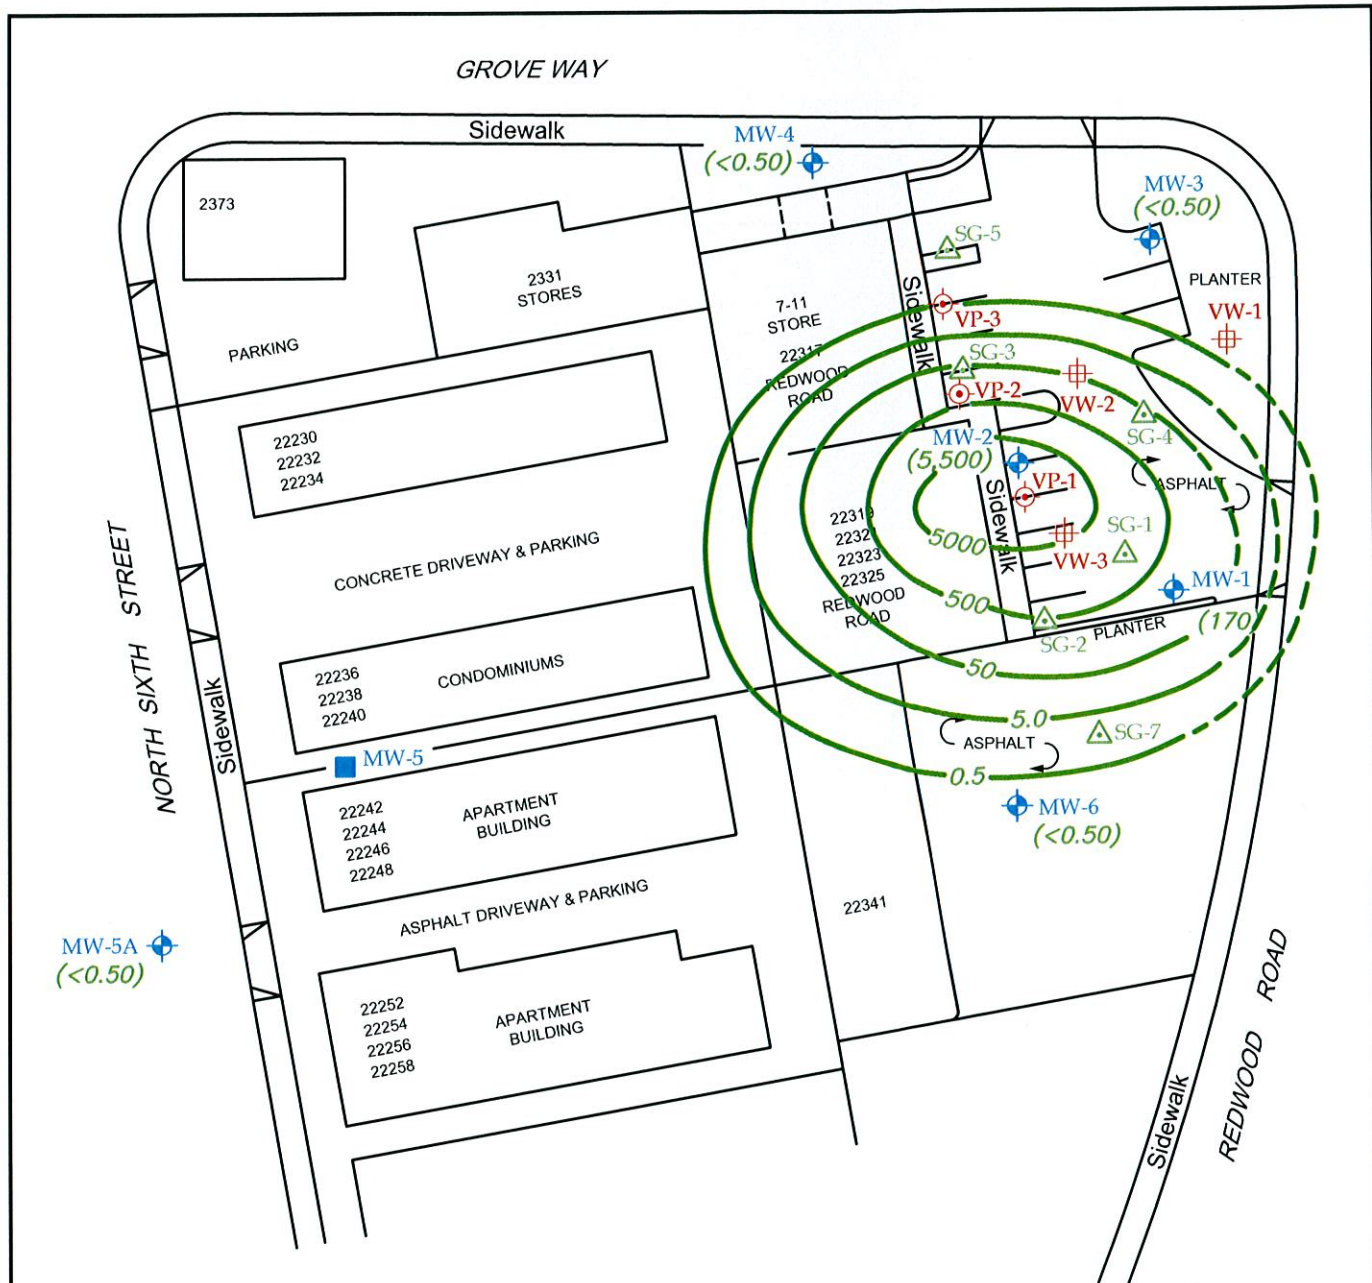 GROVE WAY
Sidewalk
MW-4
(<0.50)
MW-3
(<0.50)
2373
SG-5
2331
STORES
PLANTER
7-11
STORE
Sidewalk
VP-3
VW-1
22317
REDWOOD
ROAD
SG-3
PARKING
VP-2
VW-2
SG-4
MW-2
(5,500)
22230
22232
22234
VP-1
ASPHALT
Sidewalk
22319
22323
22325
REDWOOD
ROAD
SG-1
5000
VW-3
NORTH SIXTH STREET
CONCRETE DRIVEWAY & PARKING
MW-1
500
(170
PLANTER
SG-2
22236
22238
22240
CONDOMINIUMS
50
Sidewalk
5.0
SG-7
ASPHALT
MW-5
0.5
22242
22244
22246
22248
APARTMENT
BUILDING
MW-6
(<0.50)
ASPHALT DRIVEWAY & PARKING
22341
MW-5A
(<0.50)
22252
22254
22256
22258
APARTMENT
BUILDING
REDWOOD ROAD
Sidewalk